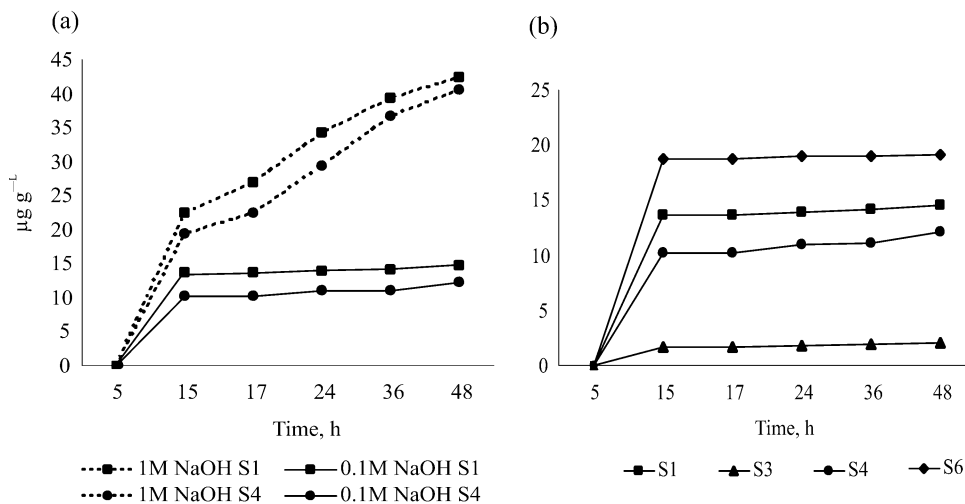 (a)
(b)
45
40
35
30
25
20
15
10
5
0
µg g⁻ᴸ
5 15 17 24 36 48
Time, h
1M NaOH S1 0.1M NaOH S1
1M NaOH S4 0.1M NaOH S4
25
20
15
10
5
0
5 15 17 24 36 48
Time, h
S1 S3 S4 S6